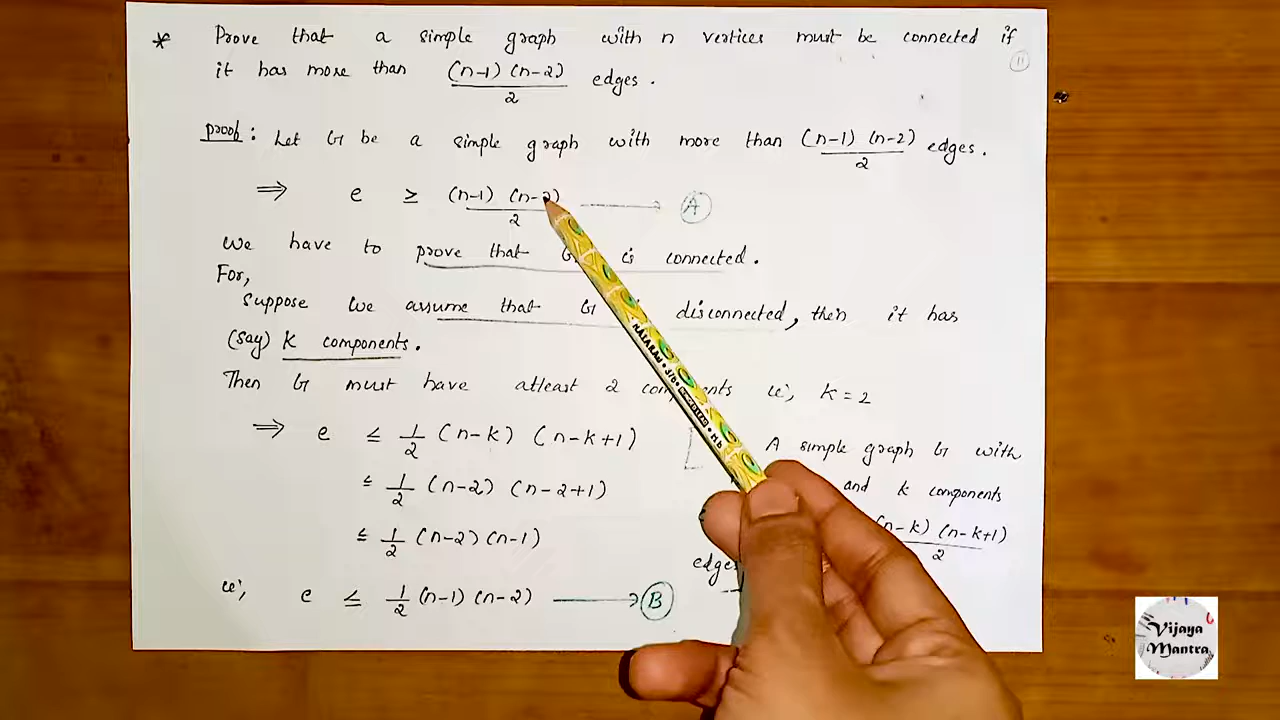 * Prove that a simple graph with n vertices must be connected if
it has more than (n-1)(n-2)/2 edges.
11
proof: Let G be a simple graph with more than (n-1)(n-2)/2 edges.
⇒ e ≥ (n-1)(n-2)/2 → A
We have to prove that G is connected.
For,
Suppose we assume that G is disconnected, then it has
(say) K components.
Then G must have atleast 2 ie, K = 2
⇒ e ≤ 1/2 (n-k) (n-k+1)
≤ 1/2 (n-2) (n-2+1)
≤ 1/2 (n-2)(n-1)
ie, e ≤ 1/2 (n-1)(n-2) → B
[ A simple graph G with
and k components
(n-k)(n-k+1)/2
edges
NATARAJ
Vijaya
Mantra